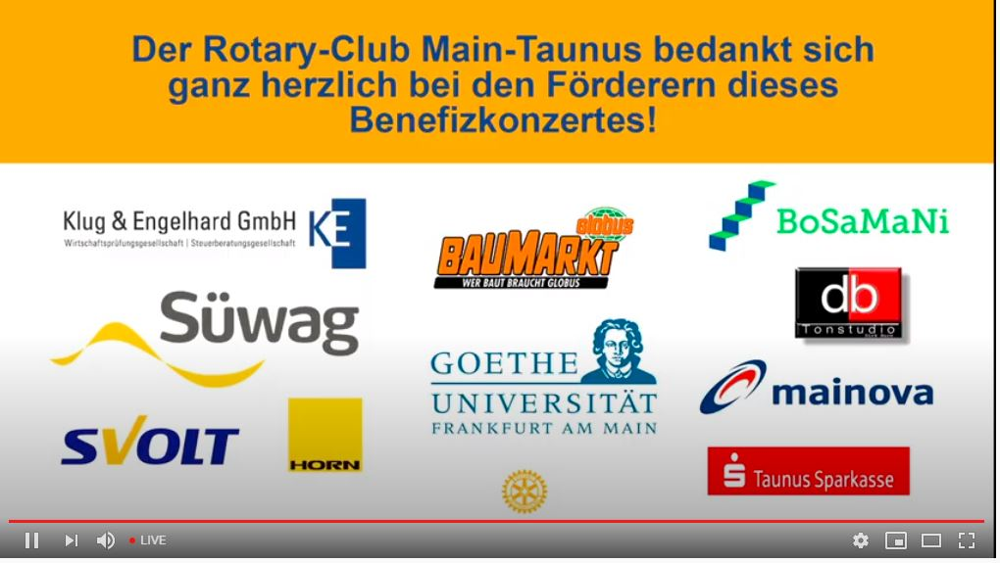 Der Rotary-Club Main-Taunus bedankt sich
ganz herzlich bei den Förderern dieses
Benefizkonzertes!
Klug & Engelhard GmbH
Wirtschaftsprüfungsgesellschaft | Steuerberatungsgesellschaft
KE
Süwag
SVOLT
HORN
Globus
BAUMARKT
WER BAUT BRAUCHT GLOBUS
GOETHE
UNIVERSITÄT
FRANKFURT AM MAIN
BoSaMaNi
db
Tonstudio
mainova
Taunus Sparkasse
LIVE